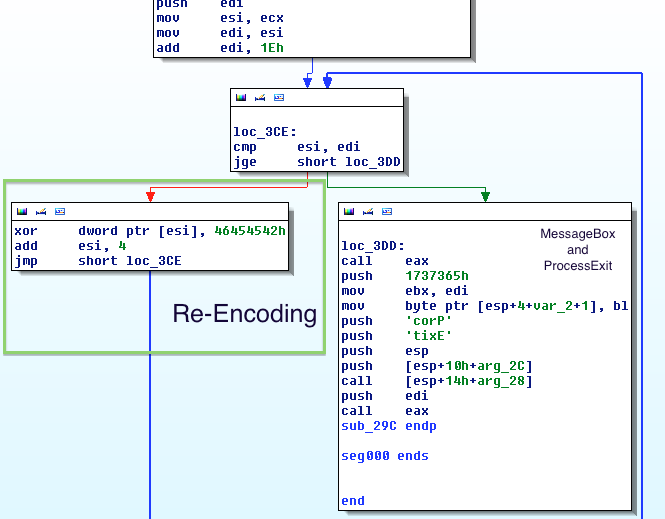 push    edi
mov     esi, ecx
mov     edi, esi
add     edi, 1Eh
loc_3CE:
cmp     esi, edi
jge     short loc_3DD
xor     dword ptr [esi], 46454542h
add     esi, 4
jmp     short loc_3CE
Re-Encoding
MessageBox
and
ProcessExit
loc_3DD:
call    eax
push    1737365h
mov     ebx, edi
mov     byte ptr [esp+4+var_2+1], bl
push    'corP'
push    'tixE'
push    esp
push    [esp+10h+arg_2C]
call    [esp+14h+arg_28]
push    edi
call    eax
sub_29C endp
seg000 ends
end